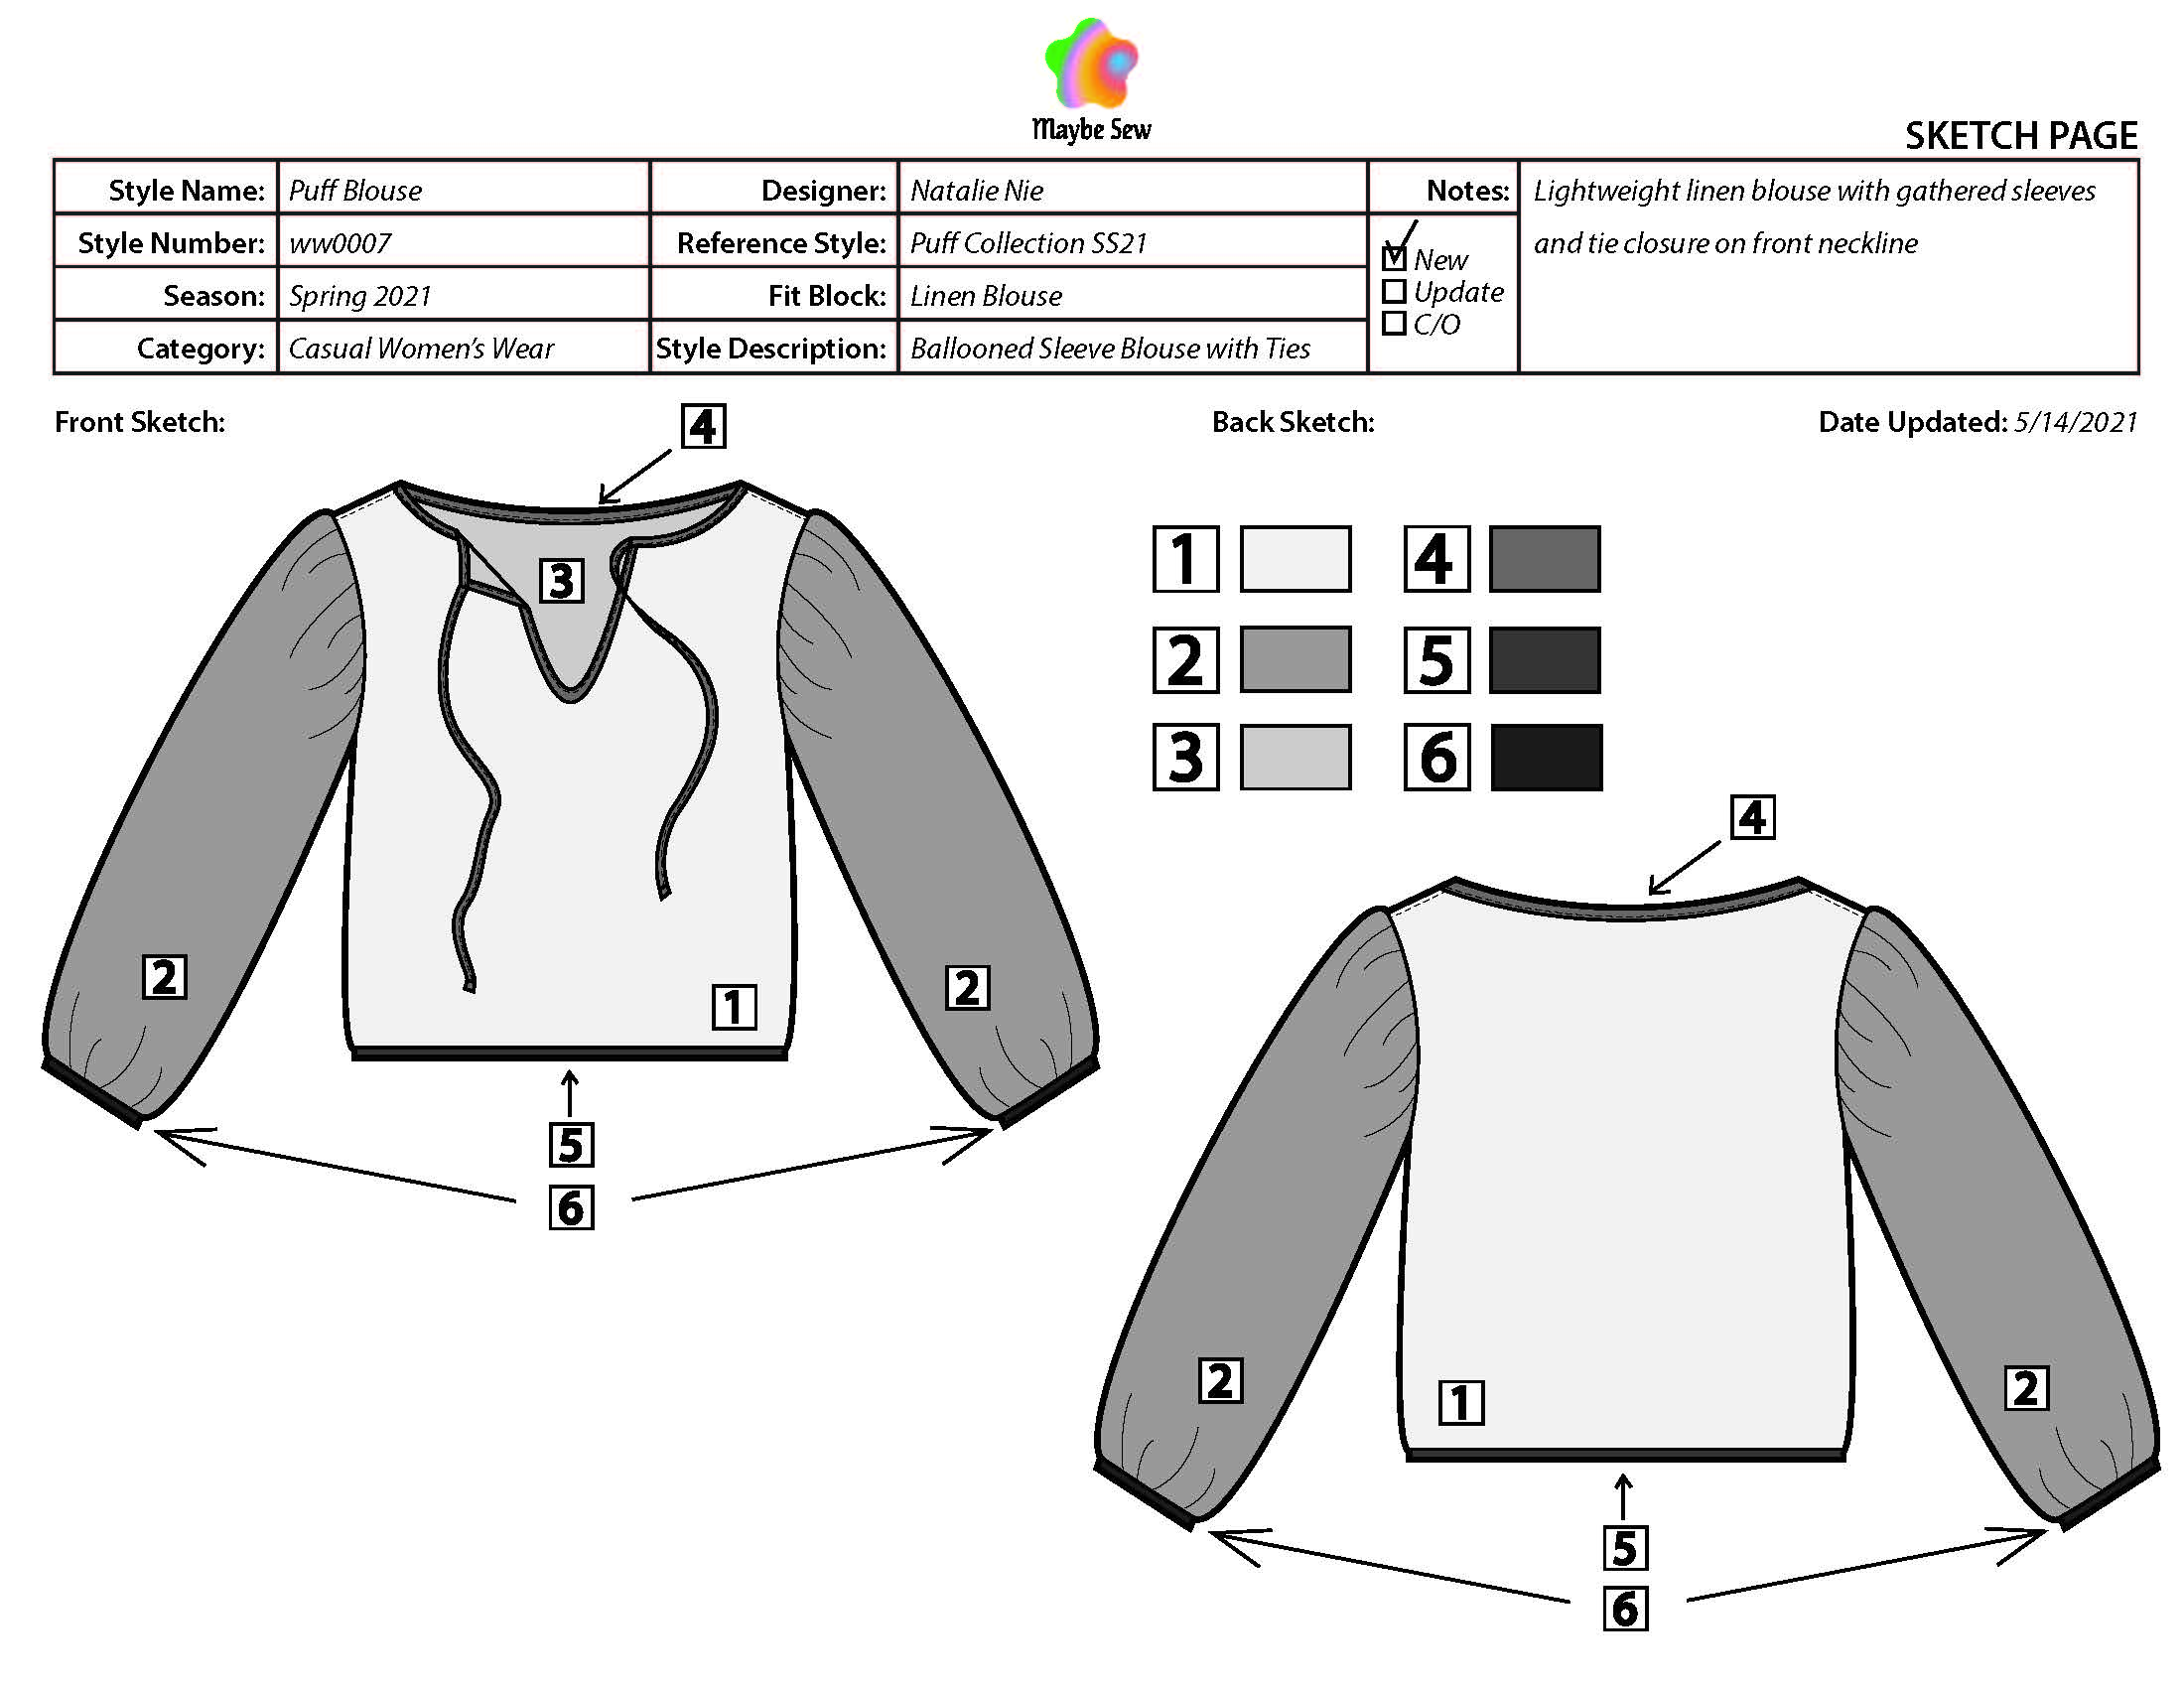 Maybe Sew
SKETCH PAGE
Style Name: Puff Blouse
Designer: Natalie Nie
Notes: Lightweight linen blouse with gathered sleeves
and tie closure on front neckline
Style Number: ww0007
Reference Style: Puff Collection SS21
New
Update
C/O
Season: Spring 2021
Fit Block: Linen Blouse
Category: Casual Women's Wear
Style Description: Ballooned Sleeve Blouse with Ties
Front Sketch:
Back Sketch:
Date Updated: 5/14/2021
4
3
2
2
1
5
6
1
4
2
5
3
6
4
2
2
1
5
6